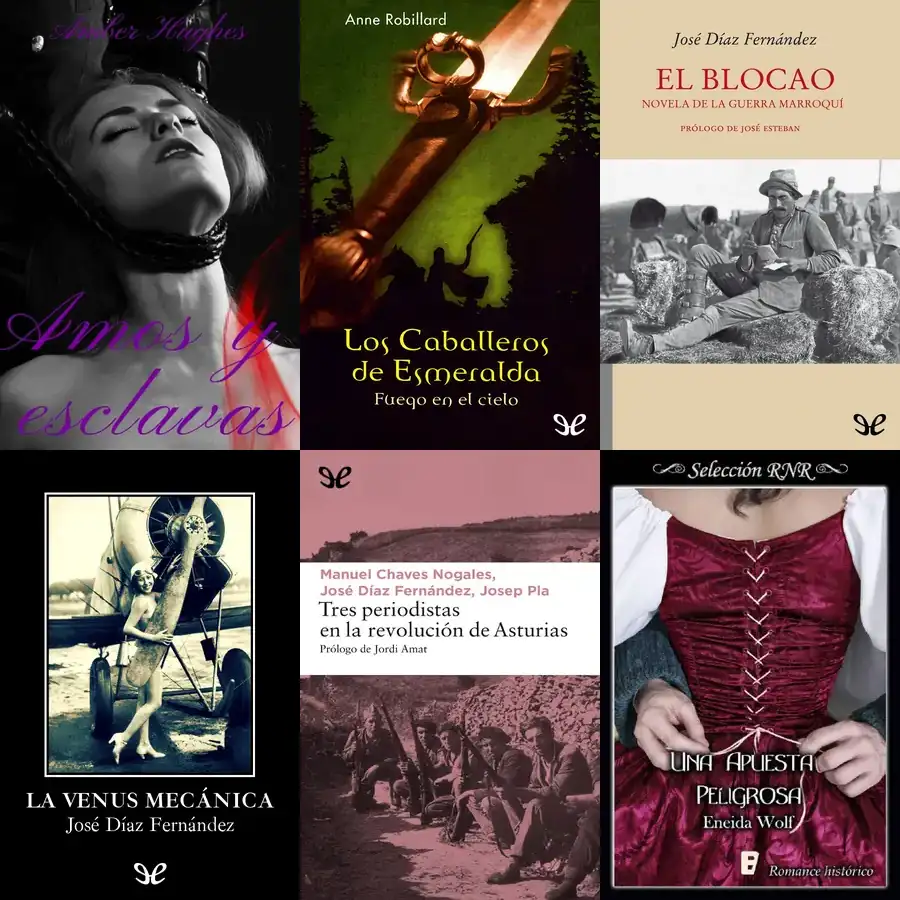 Amber Hughes
Amos y
esclavas
Anne Robillard
Los Caballeros
de Esmeralda
Fuego en el cielo
José Díaz Fernández
EL BLOCAO
NOVELA DE LA GUERRA MARROQUÍ
PRÓLOGO DE JOSÉ ESTEBAN
LA VENUS MECÁNICA
José Díaz Fernández
Manuel Chaves Nogales,
José Díaz Fernández, Josep Pla
Tres periodistas
en la revolución de Asturias
Prólogo de Jordi Amat
Selección RNR
UNA APUESTA
PELIGROSA
Eneida Wolf
B Romance histórico